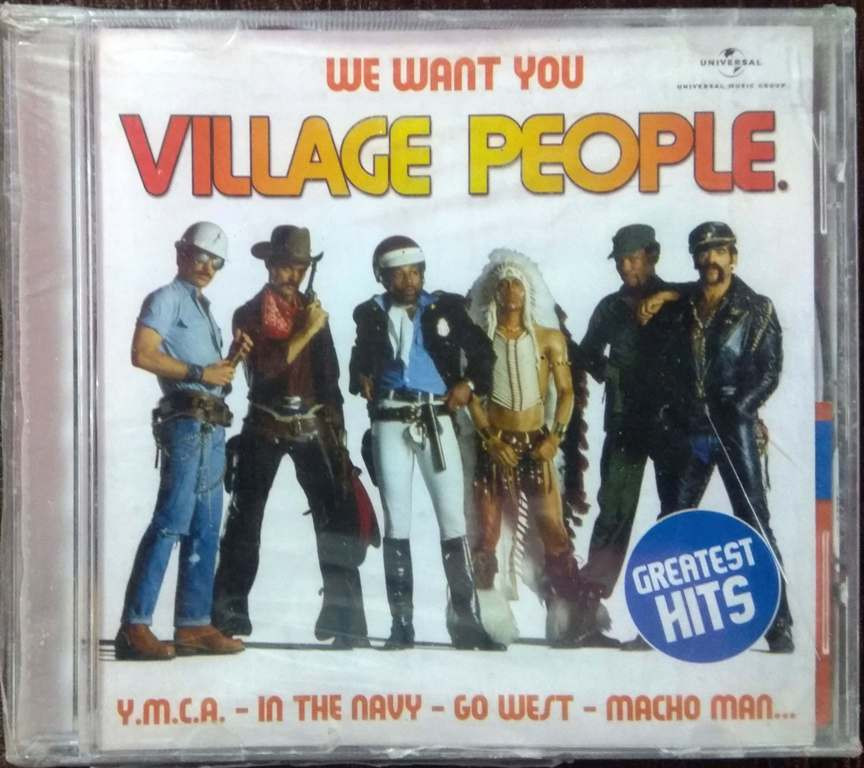 WE WANT YOU
UNIVERSAL
UNIVERSAL MUSIC GROUP
VILLAGE PEOPLE.
GREATEST
HITS
Y.M.C.A. - IN THE NAVY - GO WEST - MACHO MAN...